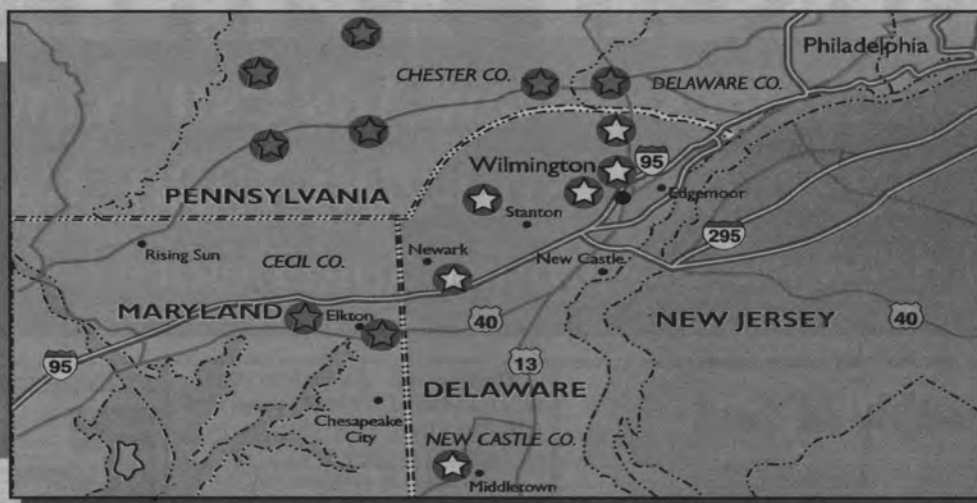 Philadelphia
CHESTER CO.
DELAWARE CO.
Wilmington
95
Edgemoor
PENNSYLVANIA
Stanton
295
Rising Sun
CECIL CO.
Newark
New Castle
MARYLAND
Elkton
40
NEW JERSEY
40
95
13
DELAWARE
Chesapeake
City
NEW CASTLE CO.
Middletown